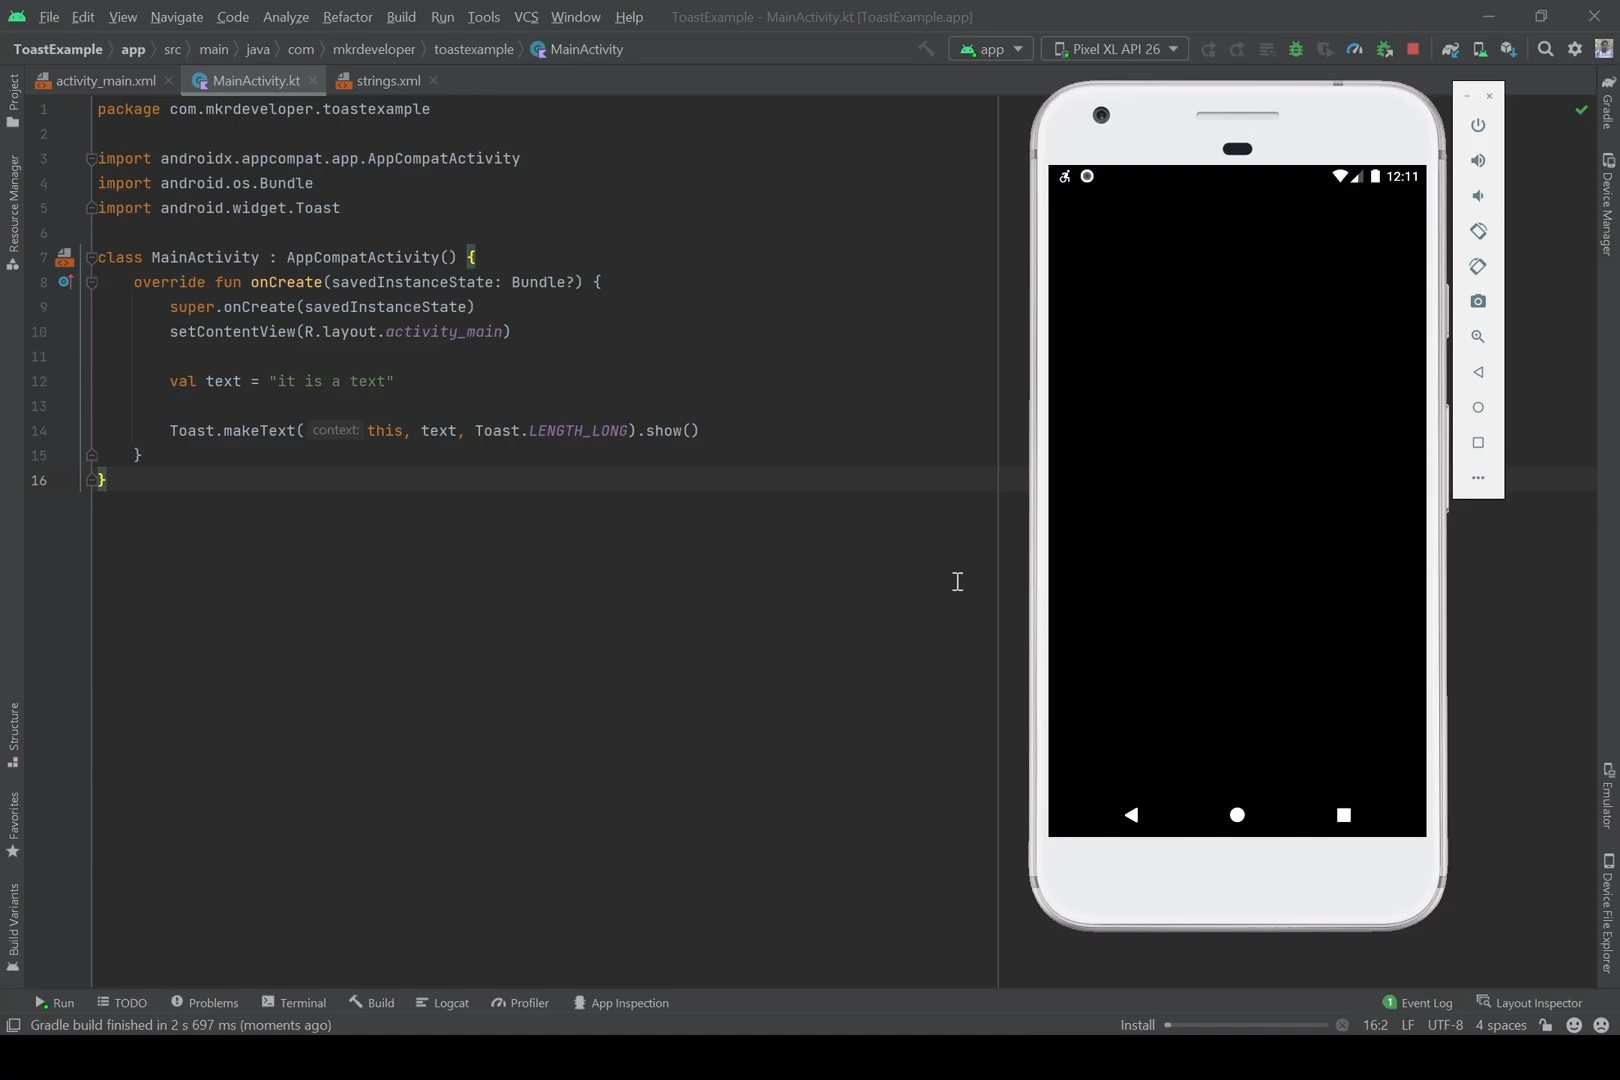 File Edit View Navigate Code Analyze Refactor Build Run Tools VCS Window Help ToastExample - MainActivity.kt [ToastExample.app]
ToastExample app src main java com mkrdeveloper toastexample MainActivity app Pixel XL API 26
activity_main.xml MainActivity.kt strings.xml
1 package com.mkrdeveloper.toastexample
2
3 import androidx.appcompat.app.AppCompatActivity
4 import android.os.Bundle
5 import android.widget.Toast
6
7 class MainActivity : AppCompatActivity() {
8 override fun onCreate(savedInstanceState: Bundle?) {
9 super.onCreate(savedInstanceState)
10 setContentView(R.layout.activity_main)
11
12 val text = "it is a text"
13
14 Toast.makeText( context: this, text, Toast.LENGTH_LONG).show()
15 }
16 }
12:11
Project
Resource Manager
Structure
Favorites
Build Variants
Gradle
Device Manager
Emulator
Device File Explorer
Run TODO Problems Terminal Build Logcat Profiler App Inspection 1 Event Log Layout Inspector
Gradle build finished in 2 s 697 ms (moments ago) Install 16:2 LF UTF-8 4 spaces